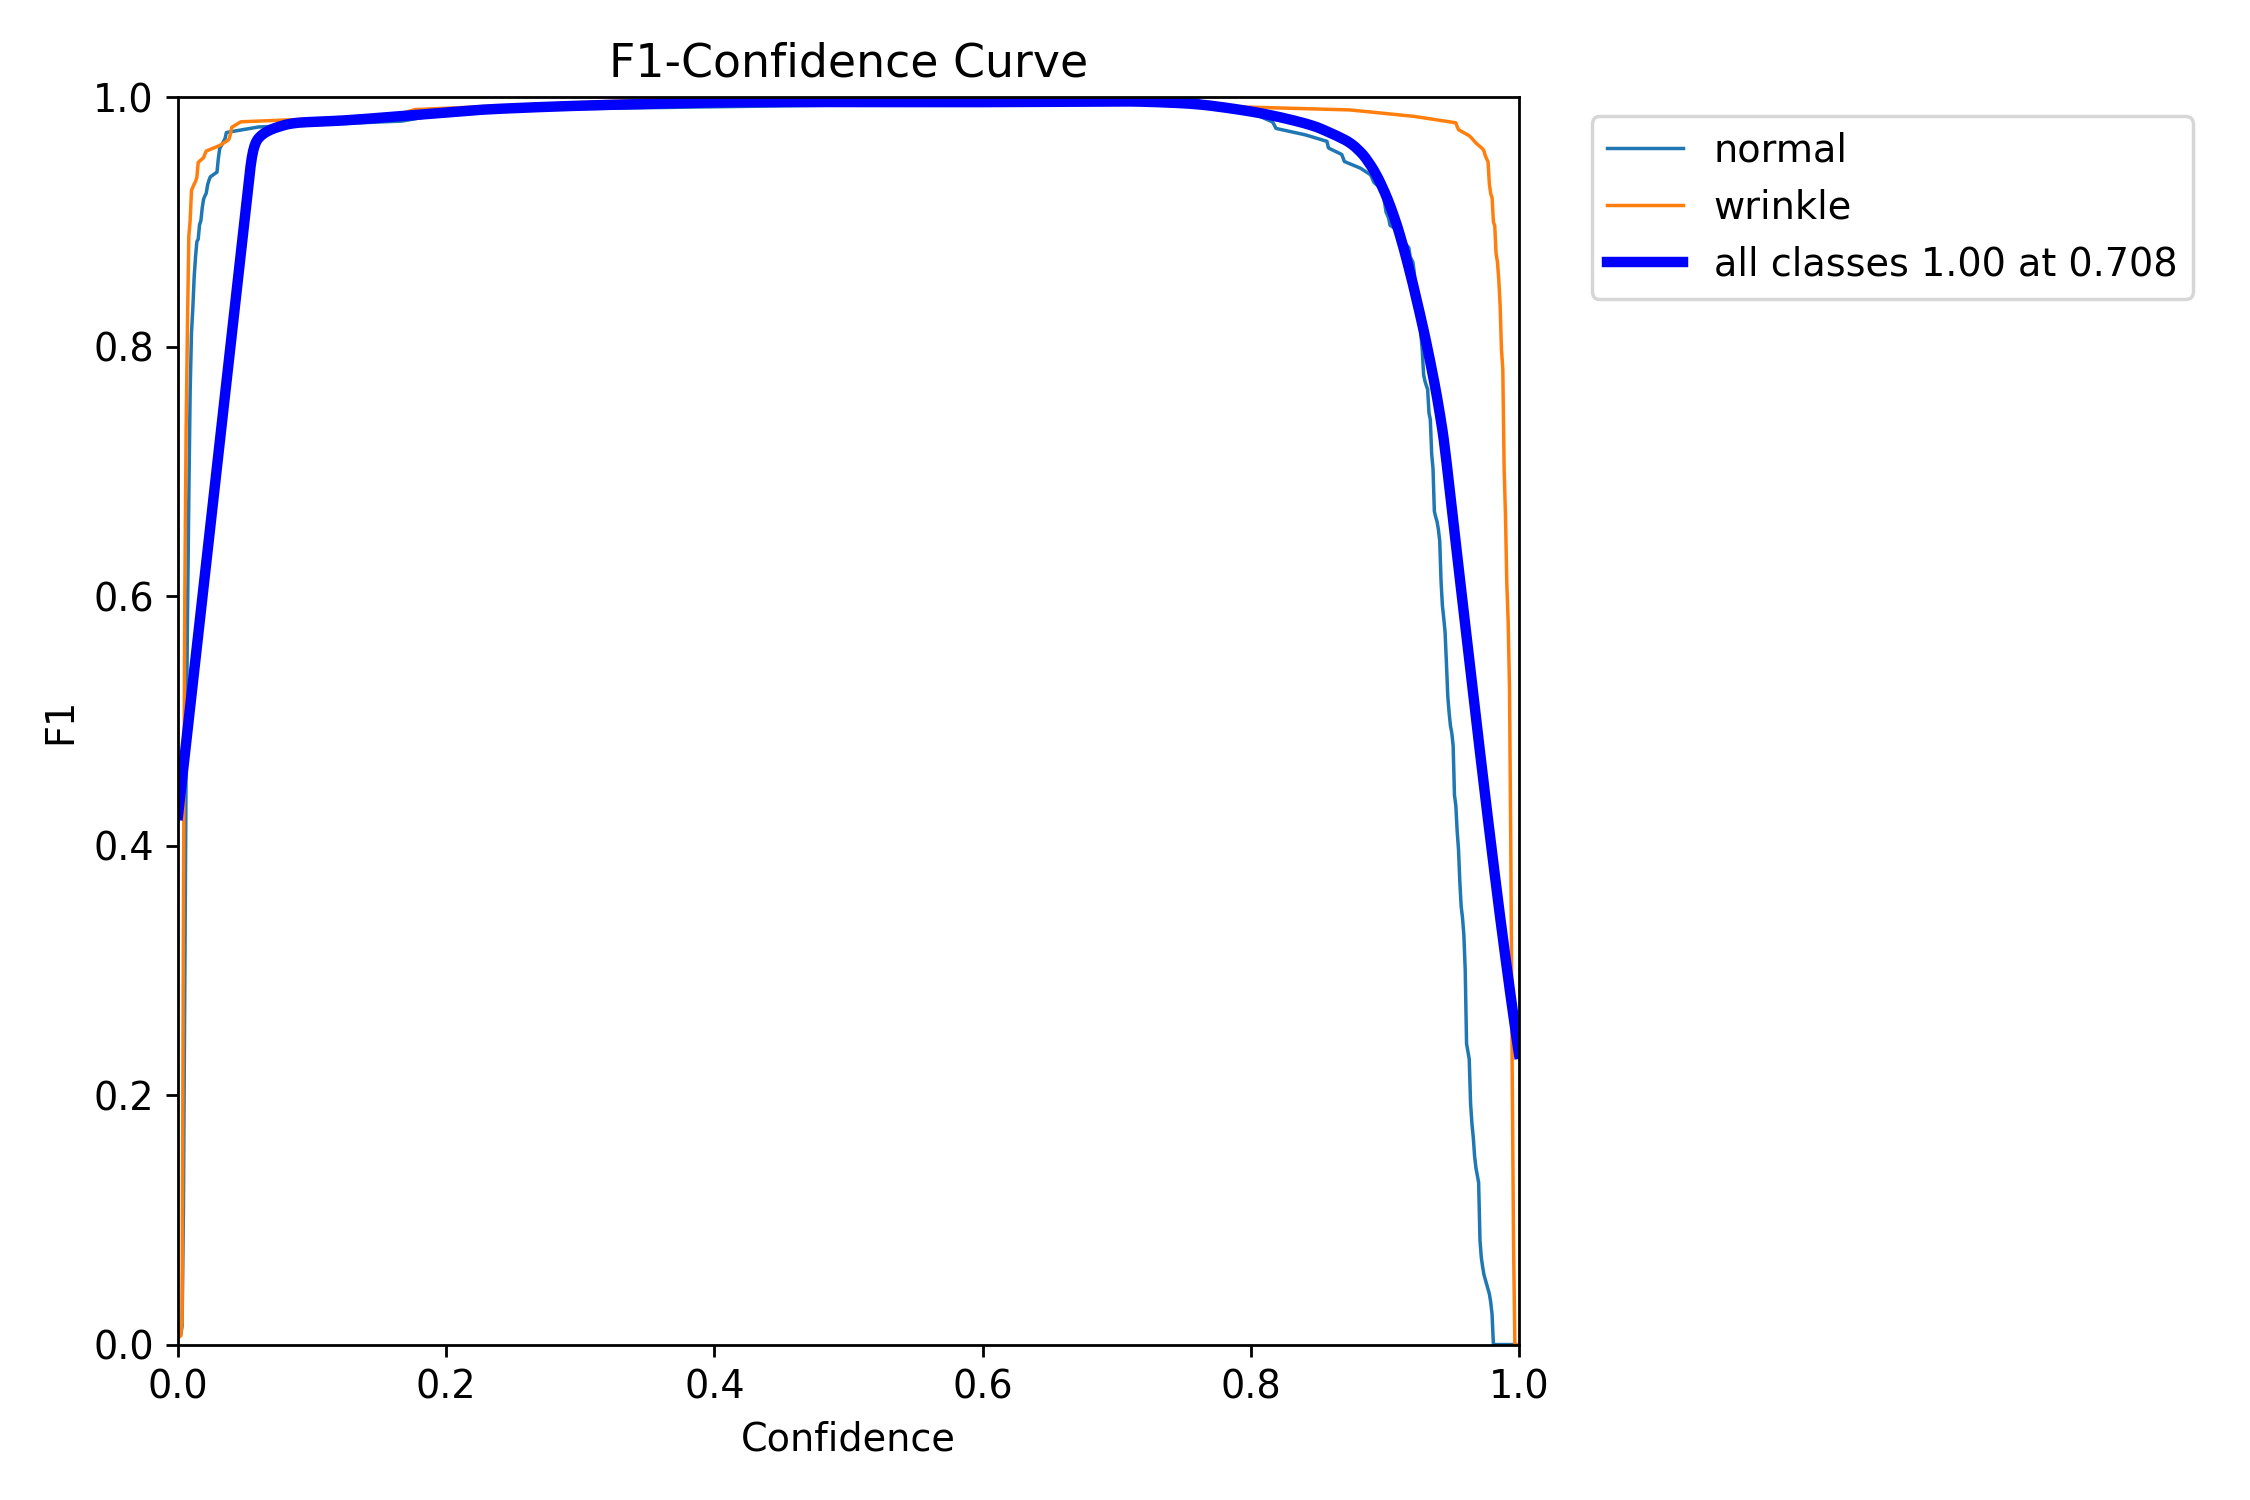 F1-Confidence Curve
1.0
0.8
0.6
0.4
0.2
0.0
F1
0.0 0.2 0.4 0.6 0.8 1.0
Confidence
normal
wrinkle
all classes 1.00 at 0.708